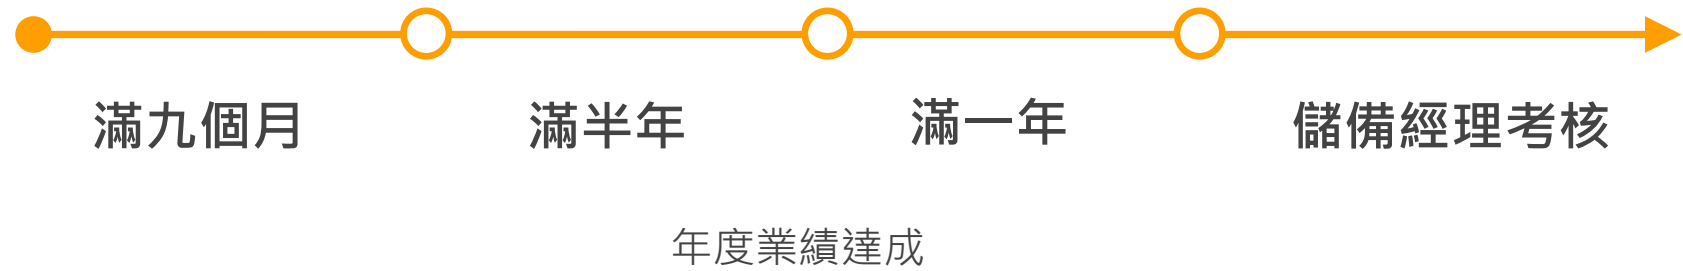 滿九個月
滿半年
滿一年
儲備經理考核
年度業績達成